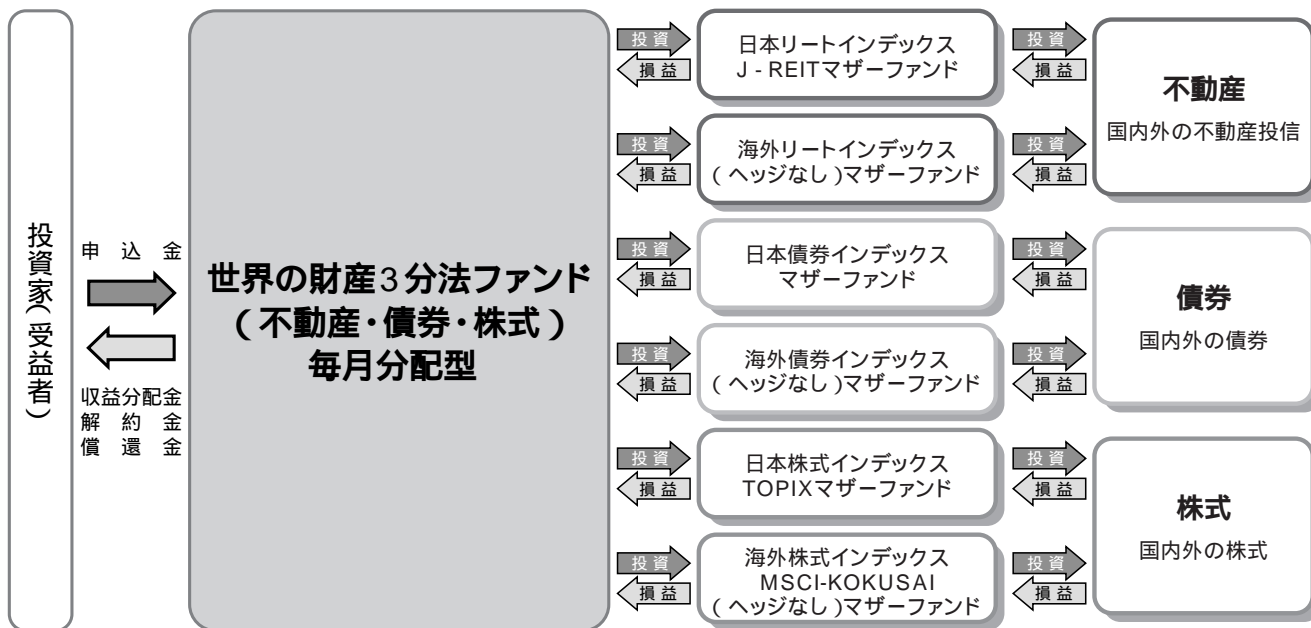 投資家(受益者)
申込金
収益分配金
解約金
償還金
世界の財産3分法ファンド
(不動産・債券・株式)
毎月分配型
投資
損益
日本リートインデックス
J-REITマザーファンド
投資
損益
投資
損益
海外リートインデックス
(ヘッジなし)マザーファンド
投資
損益
不動産
国内外の不動産投信
投資
損益
日本債券インデックス
マザーファンド
投資
損益
投資
損益
海外債券インデックス
(ヘッジなし)マザーファンド
投資
損益
債券
国内外の債券
投資
損益
日本株式インデックス
TOPIXマザーファンド
投資
損益
投資
損益
海外株式インデックス
MSCI-KOKUSAI
(ヘッジなし)マザーファンド
投資
損益
株式
国内外の株式